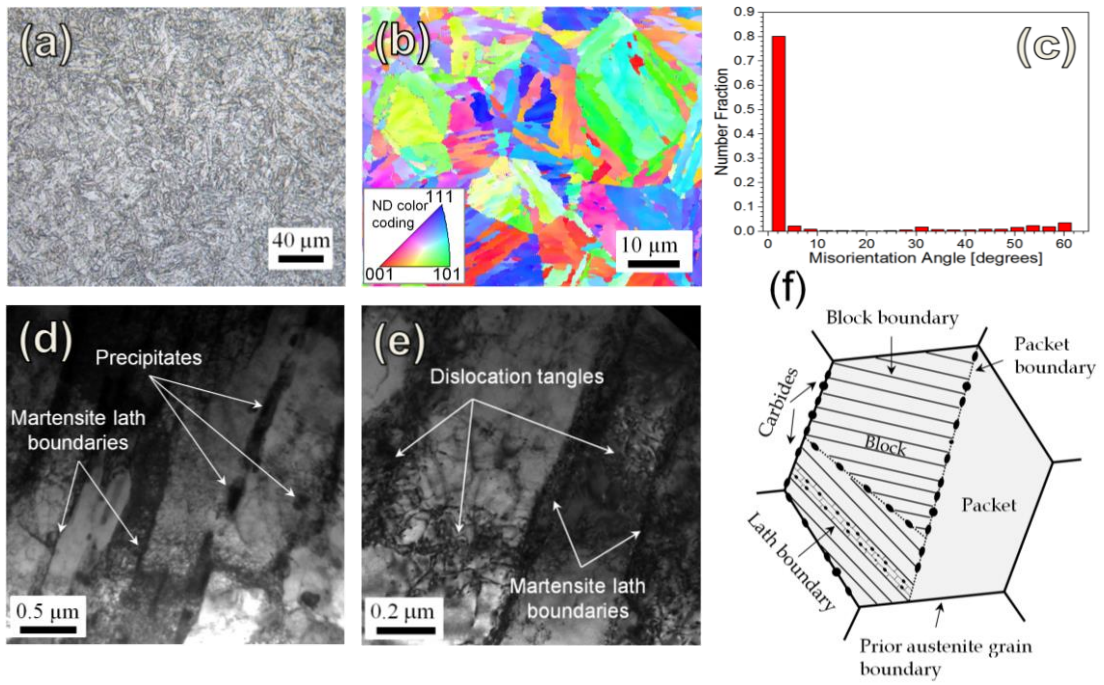 (a)
40 μm
(b)
ND color
coding
111
001
101
10 μm
(c)
Number Fraction
0.9
0.8
0.7
0.6
0.5
0.4
0.3
0.2
0.1
0.0
0 10 20 30 40 50 60
Misorientation Angle [degrees]
(d)
Precipitates
Martensite lath
boundaries
0.5 μm
(e)
Dislocation tangles
Martensite lath
boundaries
0.2 μm
(f)
Block boundary
Packet
boundary
Carbides
Block
Packet
Lath boundary
Prior austenite grain
boundary